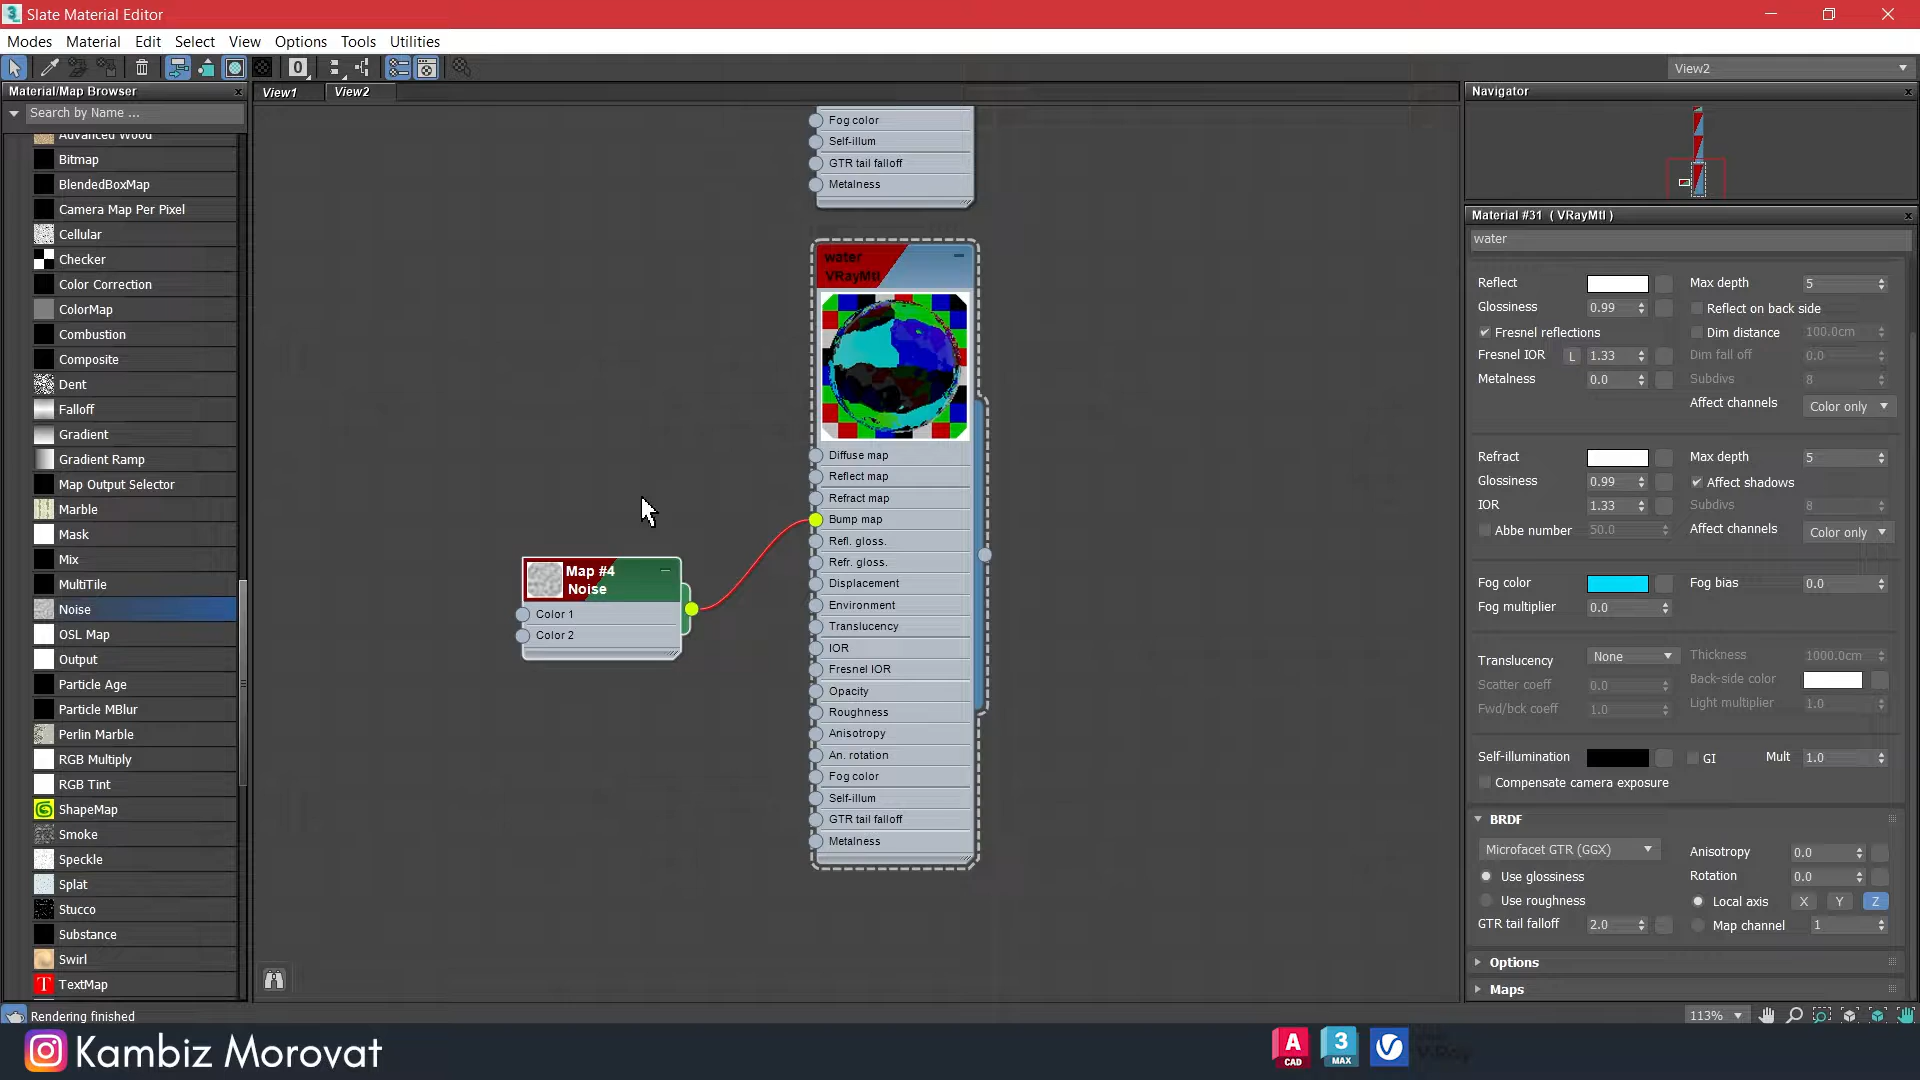 Slate Material Editor
Modes Material Edit Select View Options Tools Utilities
0
View2
Material/Map Browser
View1 View2
Navigator
Search by Name ...
Advanced Wood
Bitmap
BlendedBoxMap
Camera Map Per Pixel
Cellular
Checker
Color Correction
ColorMap
Combustion
Composite
Dent
Falloff
Gradient
Gradient Ramp
Map Output Selector
Marble
Mask
Mix
MultiTile
Noise
OSL Map
Output
Particle Age
Particle MBlur
Perlin Marble
RGB Multiply
RGB Tint
ShapeMap
Smoke
Speckle
Splat
Stucco
Substance
Swirl
T TextMap
Fog color
Self-illum
GTR tail falloff
Metalness
water
VRayMtl
Diffuse map
Reflect map
Refract map
Bump map
Refl. gloss.
Refr. gloss.
Displacement
Environment
Translucency
IOR
Fresnel IOR
Opacity
Roughness
Anisotropy
An. rotation
Fog color
Self-illum
GTR tail falloff
Metalness
Map #4
Noise
Color 1
Color 2
Material #31 ( VRayMtl )
water
Reflect Max depth 5
Glossiness 0.99 Reflect on back side
Fresnel reflections Dim distance 100.0cm
Fresnel IOR L 1.33 Dim fall off 0.0
Metalness 0.0 Subdivs 8
Affect channels Color only
Refract Max depth 5
Glossiness 0.99 Affect shadows
IOR 1.33 Subdivs 8
Abbe number 50.0 Affect channels Color only
Fog color Fog bias 0.0
Fog multiplier 0.0
Translucency None Thickness 1000.0cm
Scatter coeff 0.0 Back-side color
Fwd/bck coeff 1.0 Light multiplier 1.0
Self-illumination GI Mult 1.0
Compensate camera exposure
BRDF
Microfacet GTR (GGX) Anisotropy 0.0
Use glossiness Rotation 0.0
Use roughness Local axis X Y Z
GTR tail falloff 2.0 Map channel 1
Options
Maps
Rendering finished
113%
Kambiz Morovat
A CAD
3 MAX